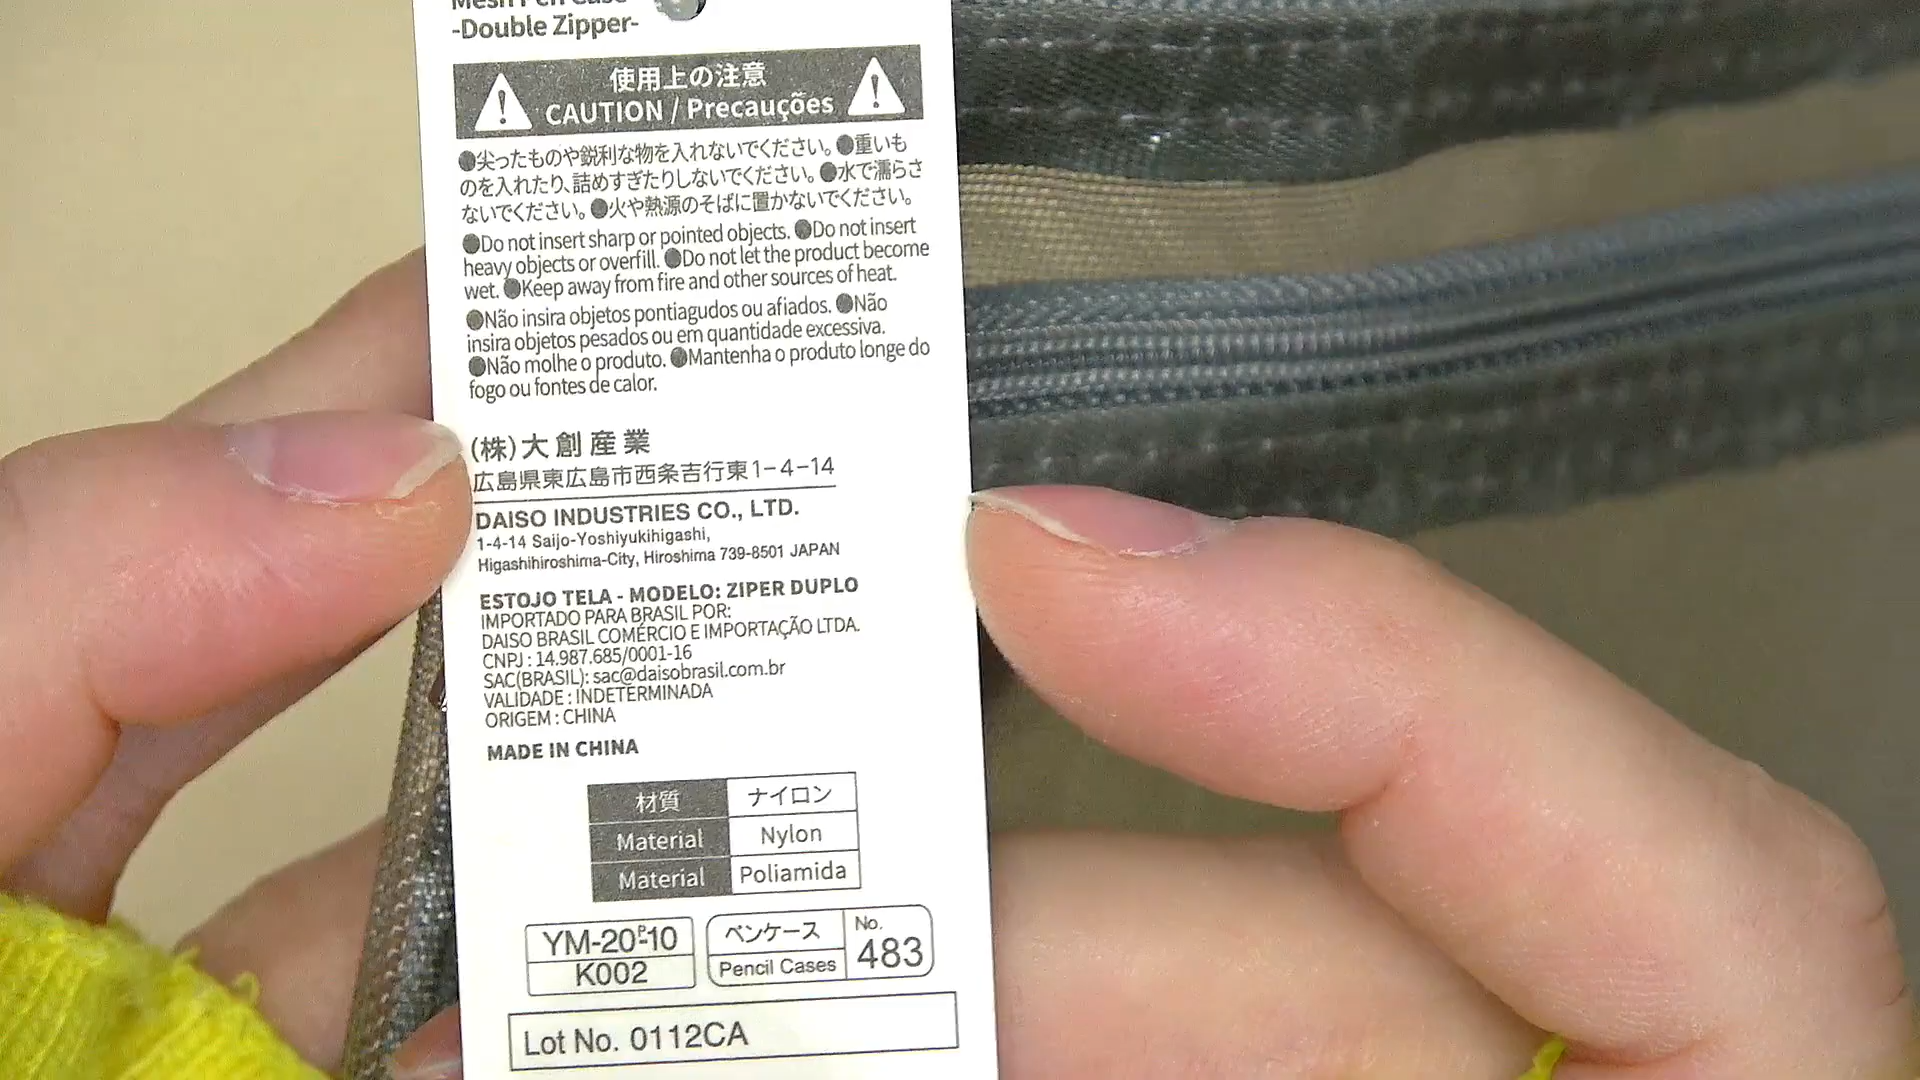 Mesh Pen Case
-Double Zipper-
使用上の注意
CAUTION / Precauções
●尖ったものや鋭利な物を入れないでください。●重いも
のを入れたり、詰めすぎたりしないでください。●水で濡らさ
ないでください。●火や熱源のそばに置かないでください。
●Do not insert sharp or pointed objects. ●Do not insert
heavy objects or overfill. ●Do not let the product become
wet. ●Keep away from fire and other sources of heat.
●Não insira objetos pontiagudos ou afiados. ●Não
insira objetos pesados ou em quantidade excessiva.
●Não molhe o produto. ●Mantenha o produto longe do
fogo ou fontes de calor.
(株)大創産業
広島県東広島市西条吉行東1-4-14
DAISO INDUSTRIES CO., LTD.
1-4-14 Saijo-Yoshiyukihigashi,
Higashihiroshima-City, Hiroshima 739-8501 JAPAN
ESTOJO TELA - MODELO: ZIPER DUPLO
IMPORTADO PARA BRASIL POR:
DAISO BRASIL COMÉRCIO E IMPORTAÇÃO LTDA.
CNPJ : 14.987.685/0001-16
SAC(BRASIL): sac@daisobrasil.com.br
VALIDADE : INDETERMINADA
ORIGEM : CHINA
MADE IN CHINA
材質 ナイロン
Material Nylon
Material Poliamida
YM-20-P10
K002
ペンケース
Pencil Cases
No.
483
Lot No. 0112CA